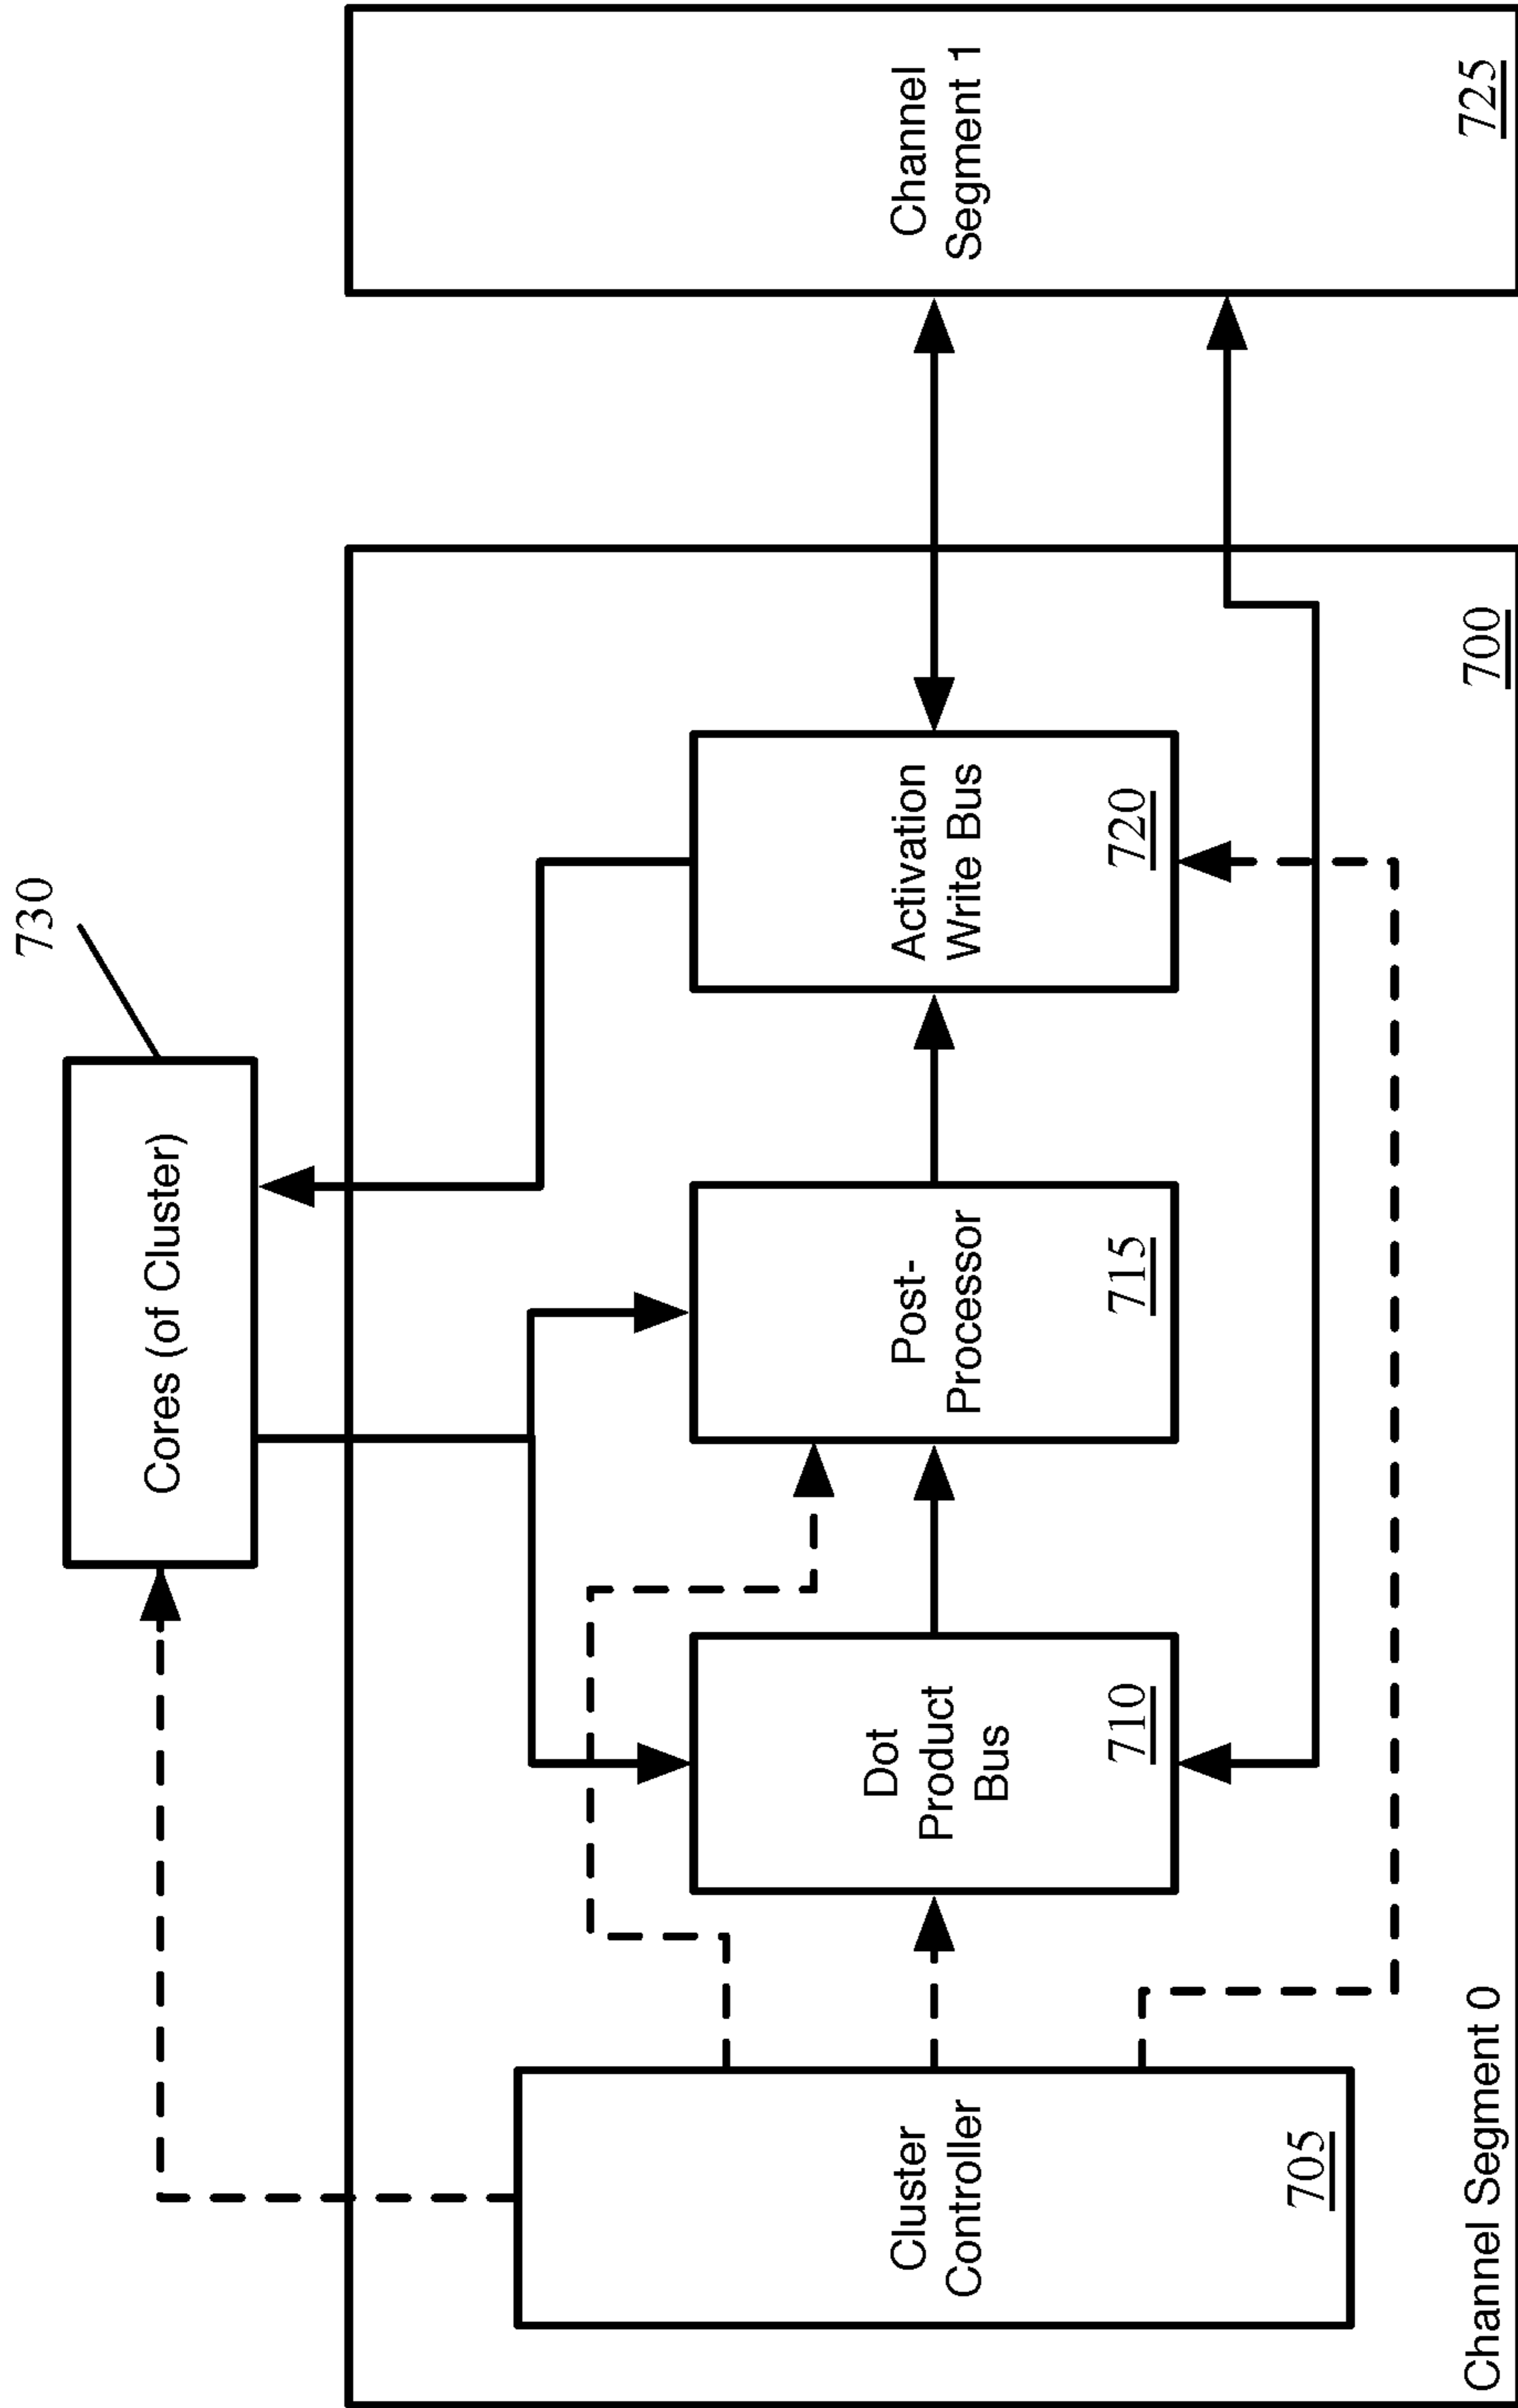 730
Cores (of Cluster)
Cluster
Controller
705
Dot
Product
Bus
710
Post-
Processor
715
Activation
Write Bus
720
Channel
Segment 1
725
Channel Segment 0
700